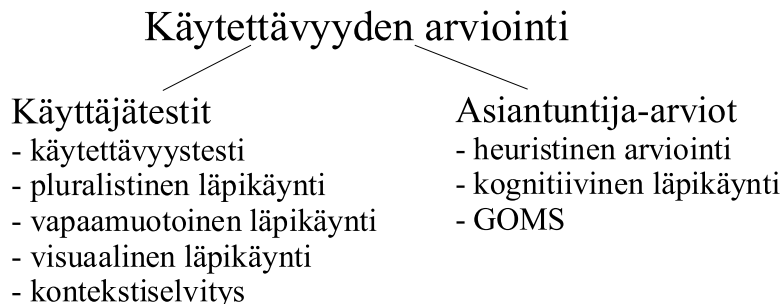 Käytettävyyden arviointi
Käyttäjätestit
- käytettävyystesti
- pluralistinen läpikäynti
- vapaamuotoinen läpikäynti
- visuaalinen läpikäynti
- kontekstiselvitys
Asiantuntija-arviot
- heuristinen arviointi
- kognitiivinen läpikäynti
- GOMS